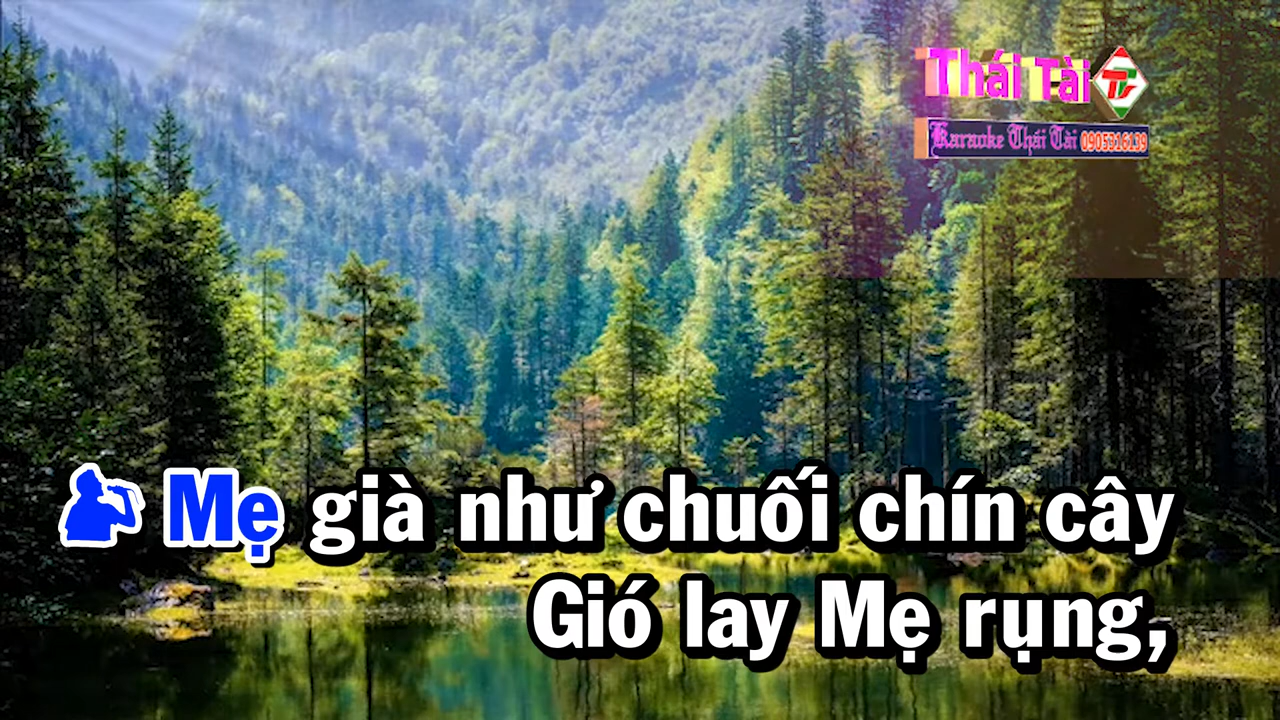 Thái Tài
Karaoke Thái Tài 0905316139
Mẹ già như chuối chín cây
Gió lay Mẹ rụng,